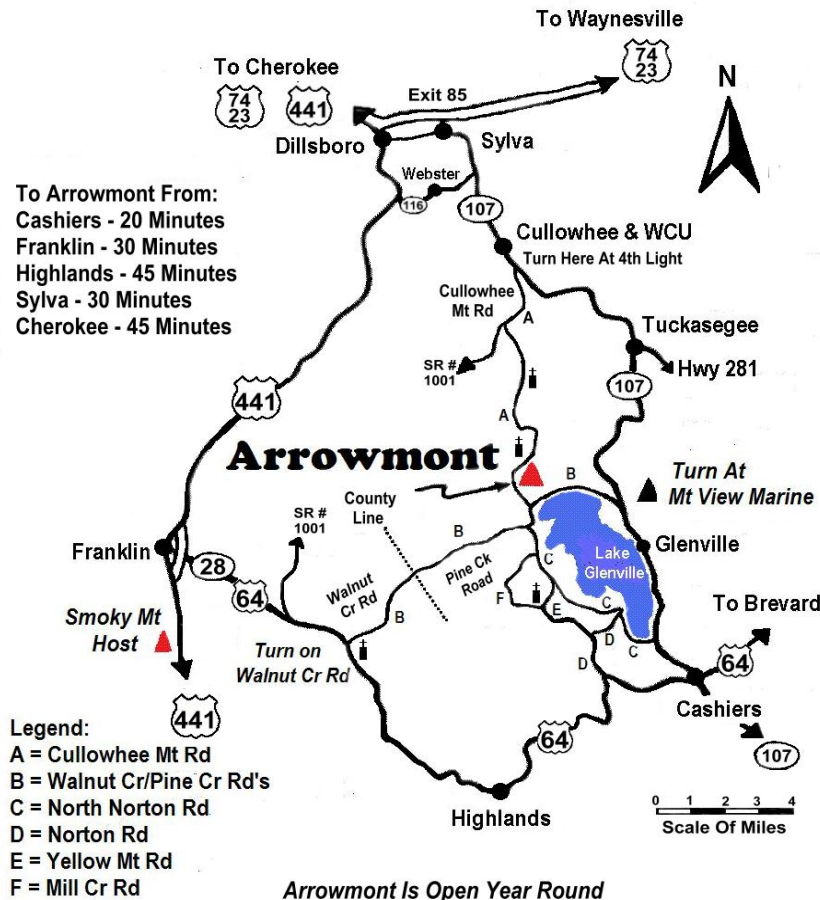 To Waynesville
74
23
To Cherokee
74
23
441
Exit 85
N
Dillsboro
Sylva
Webster
116
107
To Arrowmont From:
Cashiers - 20 Minutes
Franklin - 30 Minutes
Highlands - 45 Minutes
Sylva - 30 Minutes
Cherokee - 45 Minutes
Cullowhee & WCU
Turn Here At 4th Light
Cullowhee
Mt Rd
A
Tuckasegee
SR #
1001
Hwy 281
107
441
A
Arrowmont
B
Turn At
Mt View Marine
County
Line
SR #
1001
B
Franklin
28
64
Walnut
Cr Rd
Pine Ck
Road
C
Lake
Glenville
Glenville
F
E
C
B
D
C
D
To Brevard
64
Smoky Mt
Host
Turn on
Walnut Cr Rd
441
Cashiers
107
64
Highlands
Legend:
A = Cullowhee Mt Rd
B = Walnut Cr/Pine Cr Rd's
C = North Norton Rd
D = Norton Rd
E = Yellow Mt Rd
F = Mill Cr Rd
0 1 2 3 4
Scale Of Miles
Arrowmont Is Open Year Round